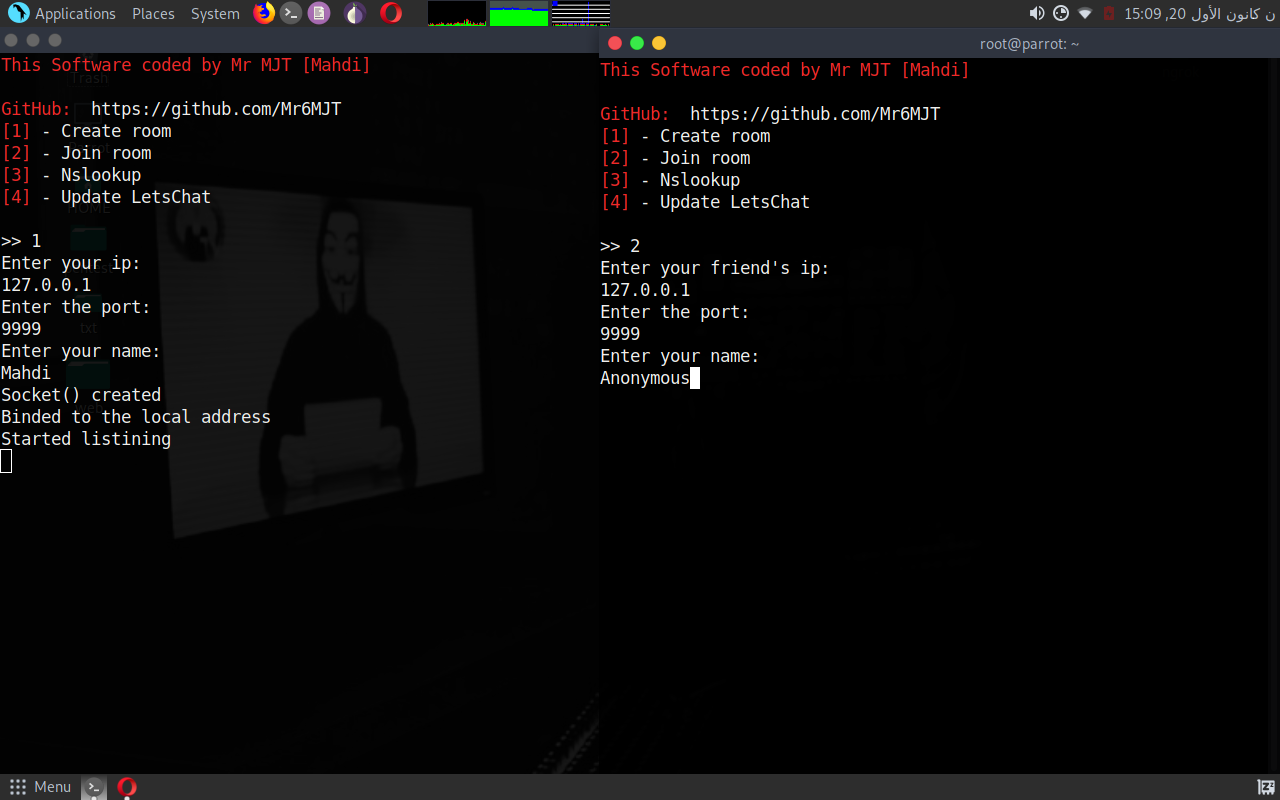 Applications Places System
15:09 ,20 كانون الأول ن
root@parrot: ~
This Software coded by Mr MJT [Mahdi]
GitHub:  https://github.com/Mr6MJT
[1] - Create room
[2] - Join room
[3] - Nslookup
[4] - Update LetsChat
>> 1
Enter your ip:
127.0.0.1
Enter the port:
9999
Enter your name:
Mahdi
Socket() created
Binded to the local address
Started listining
This Software coded by Mr MJT [Mahdi]
GitHub:  https://github.com/Mr6MJT
[1] - Create room
[2] - Join room
[3] - Nslookup
[4] - Update LetsChat
>> 2
Enter your friend's ip:
127.0.0.1
Enter the port:
9999
Enter your name:
Anonymous
Trash
HOME
txt
Menu